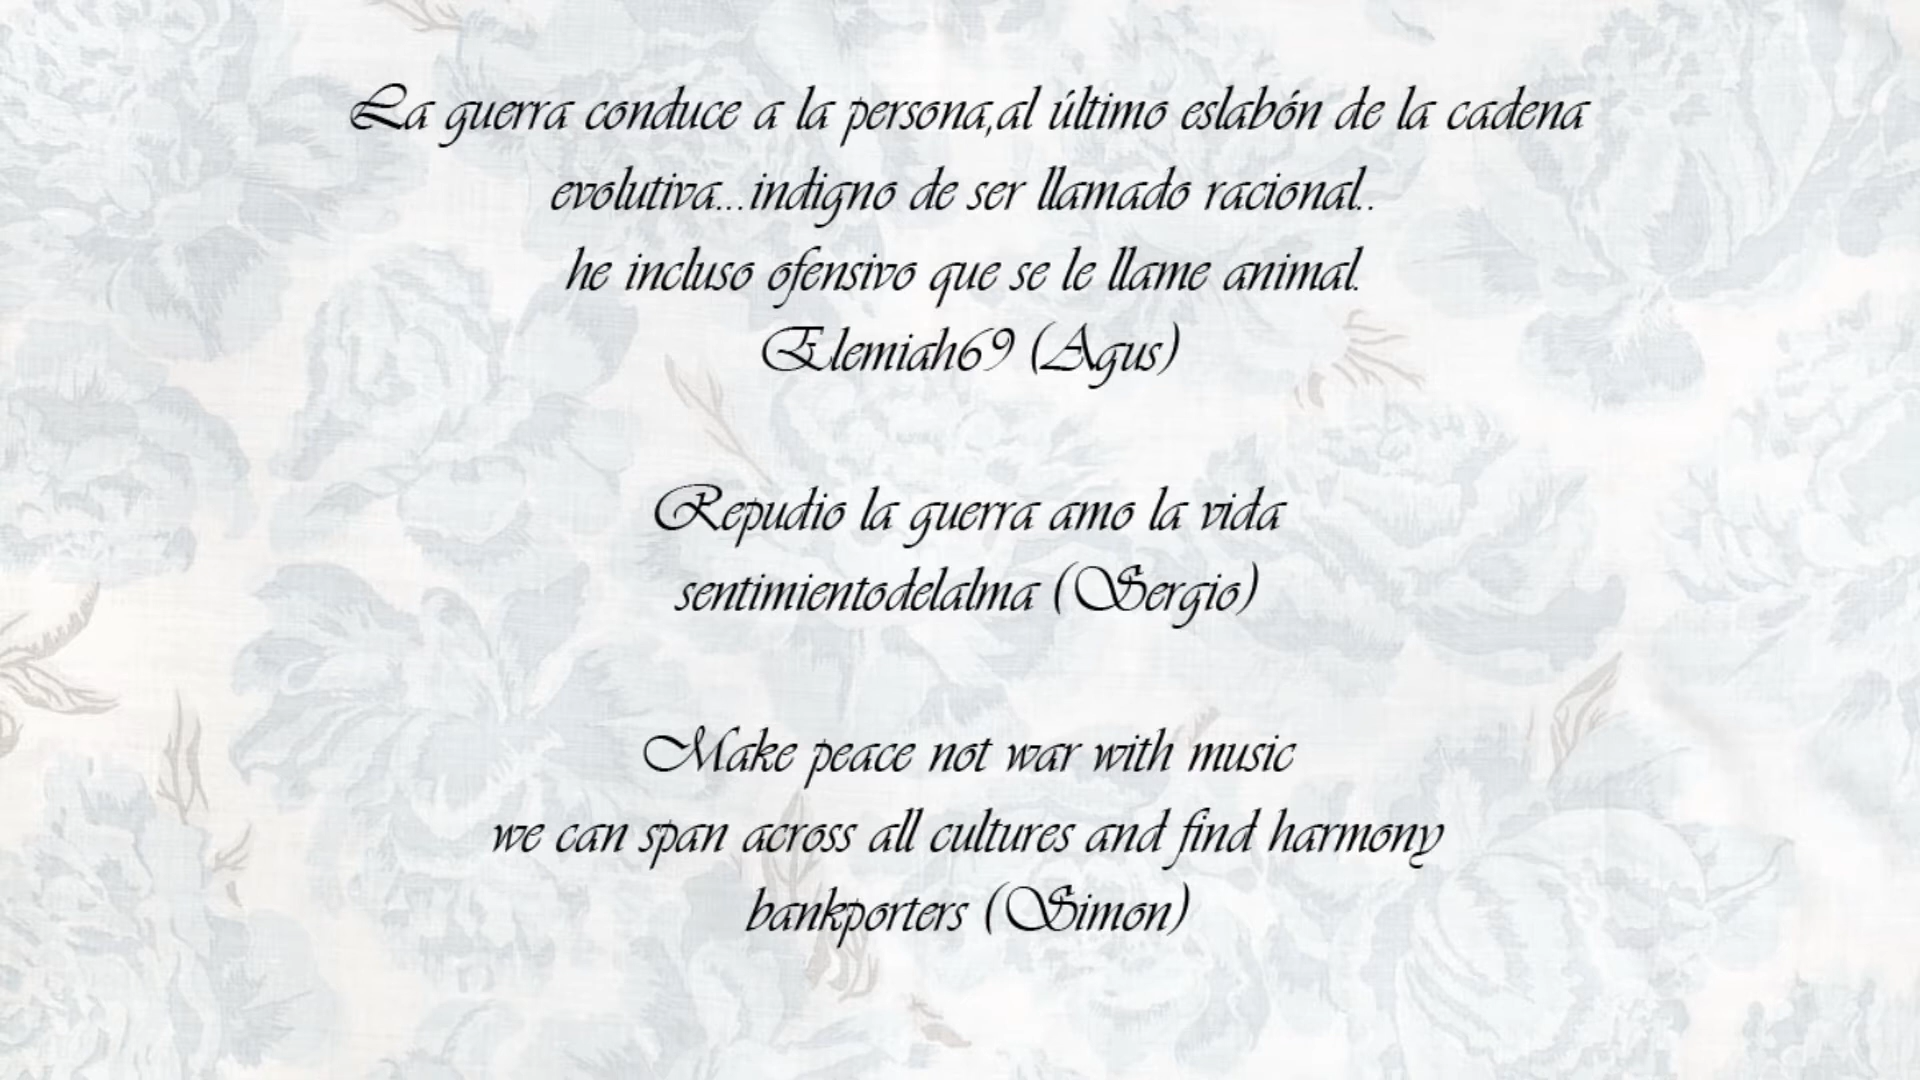 La guerra conduce a la persona,al último eslabón de la cadena
evolutiva...indigno de ser llamado racional..
he incluso ofensivo que se le llame animal.
Elemiah69 (Agus)
Repudio la guerra amo la vida
sentimientodelalma (Sergio)
Make peace not war with music
we can span across all cultures and find harmony
bankporters (Simon)